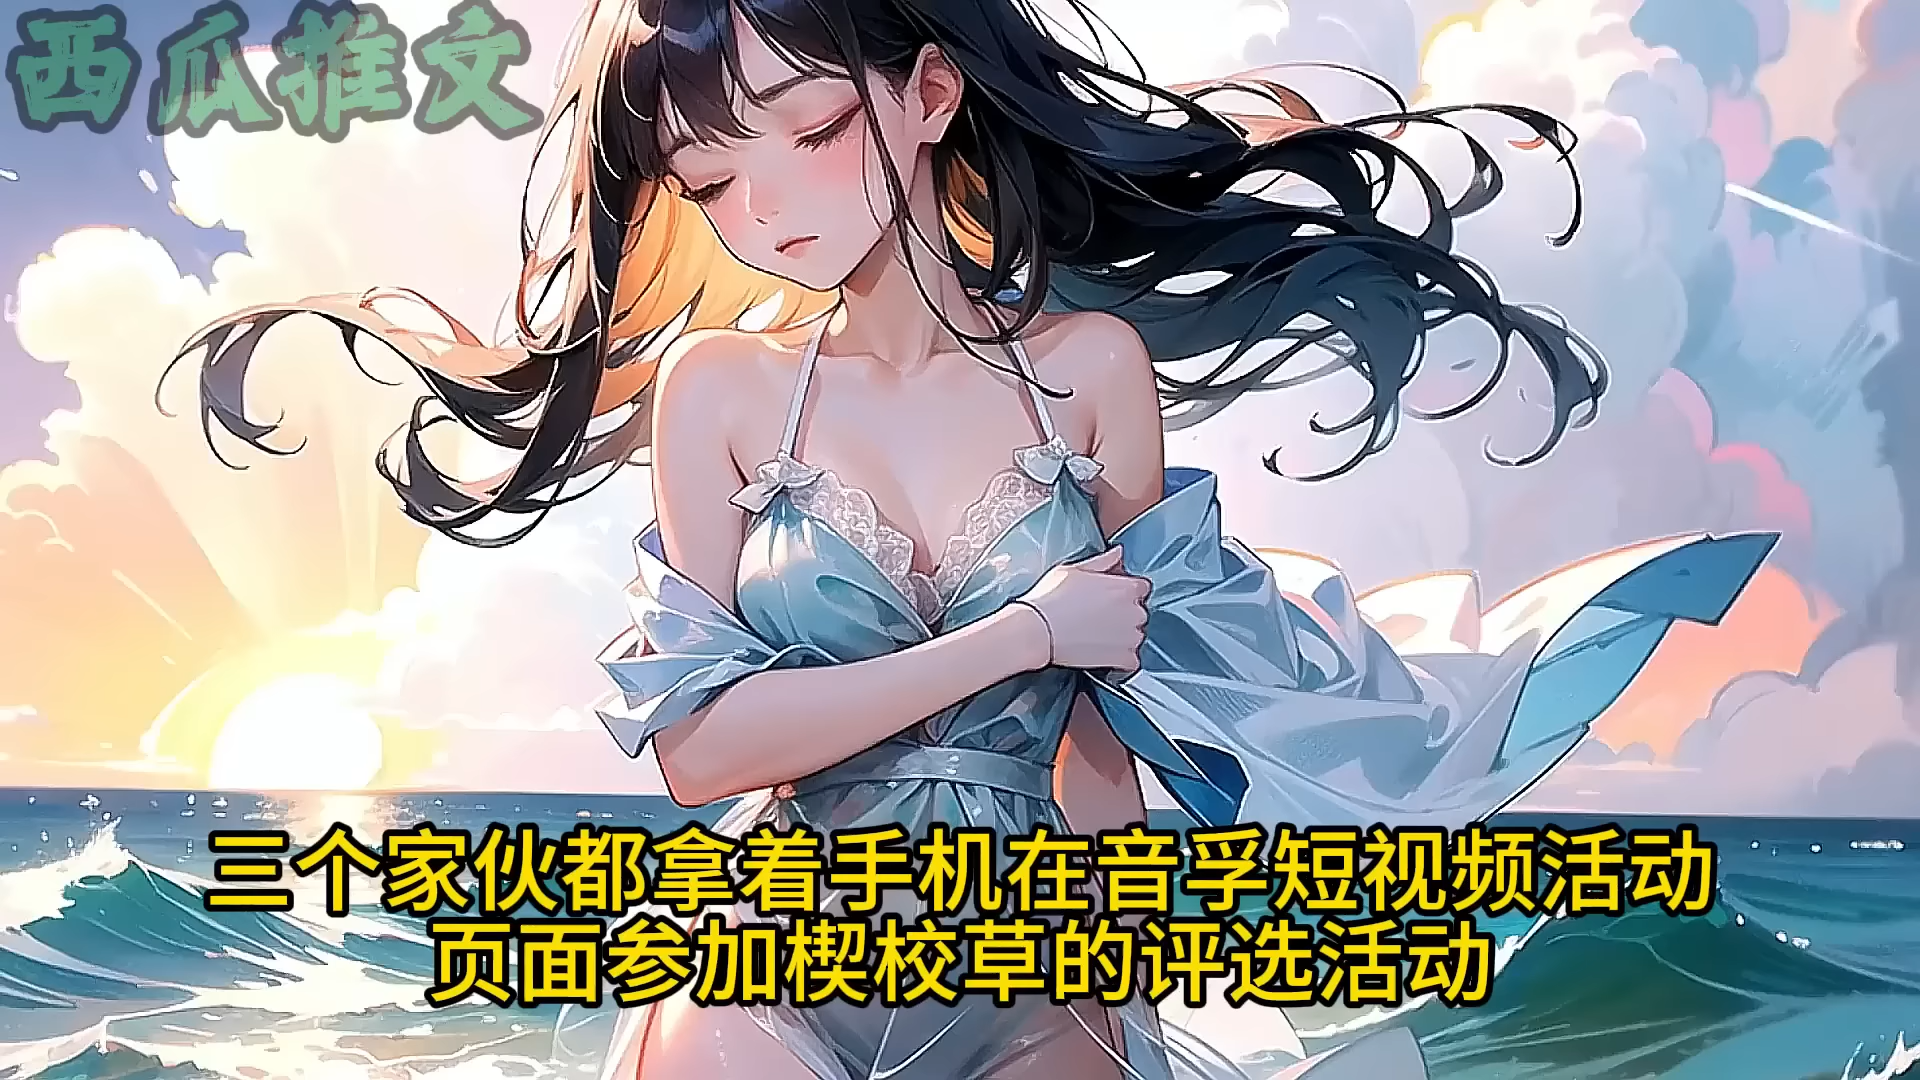 西瓜推文
三个家伙都拿着手机在音孚短视频活动
页面参加楔校草的评选活动